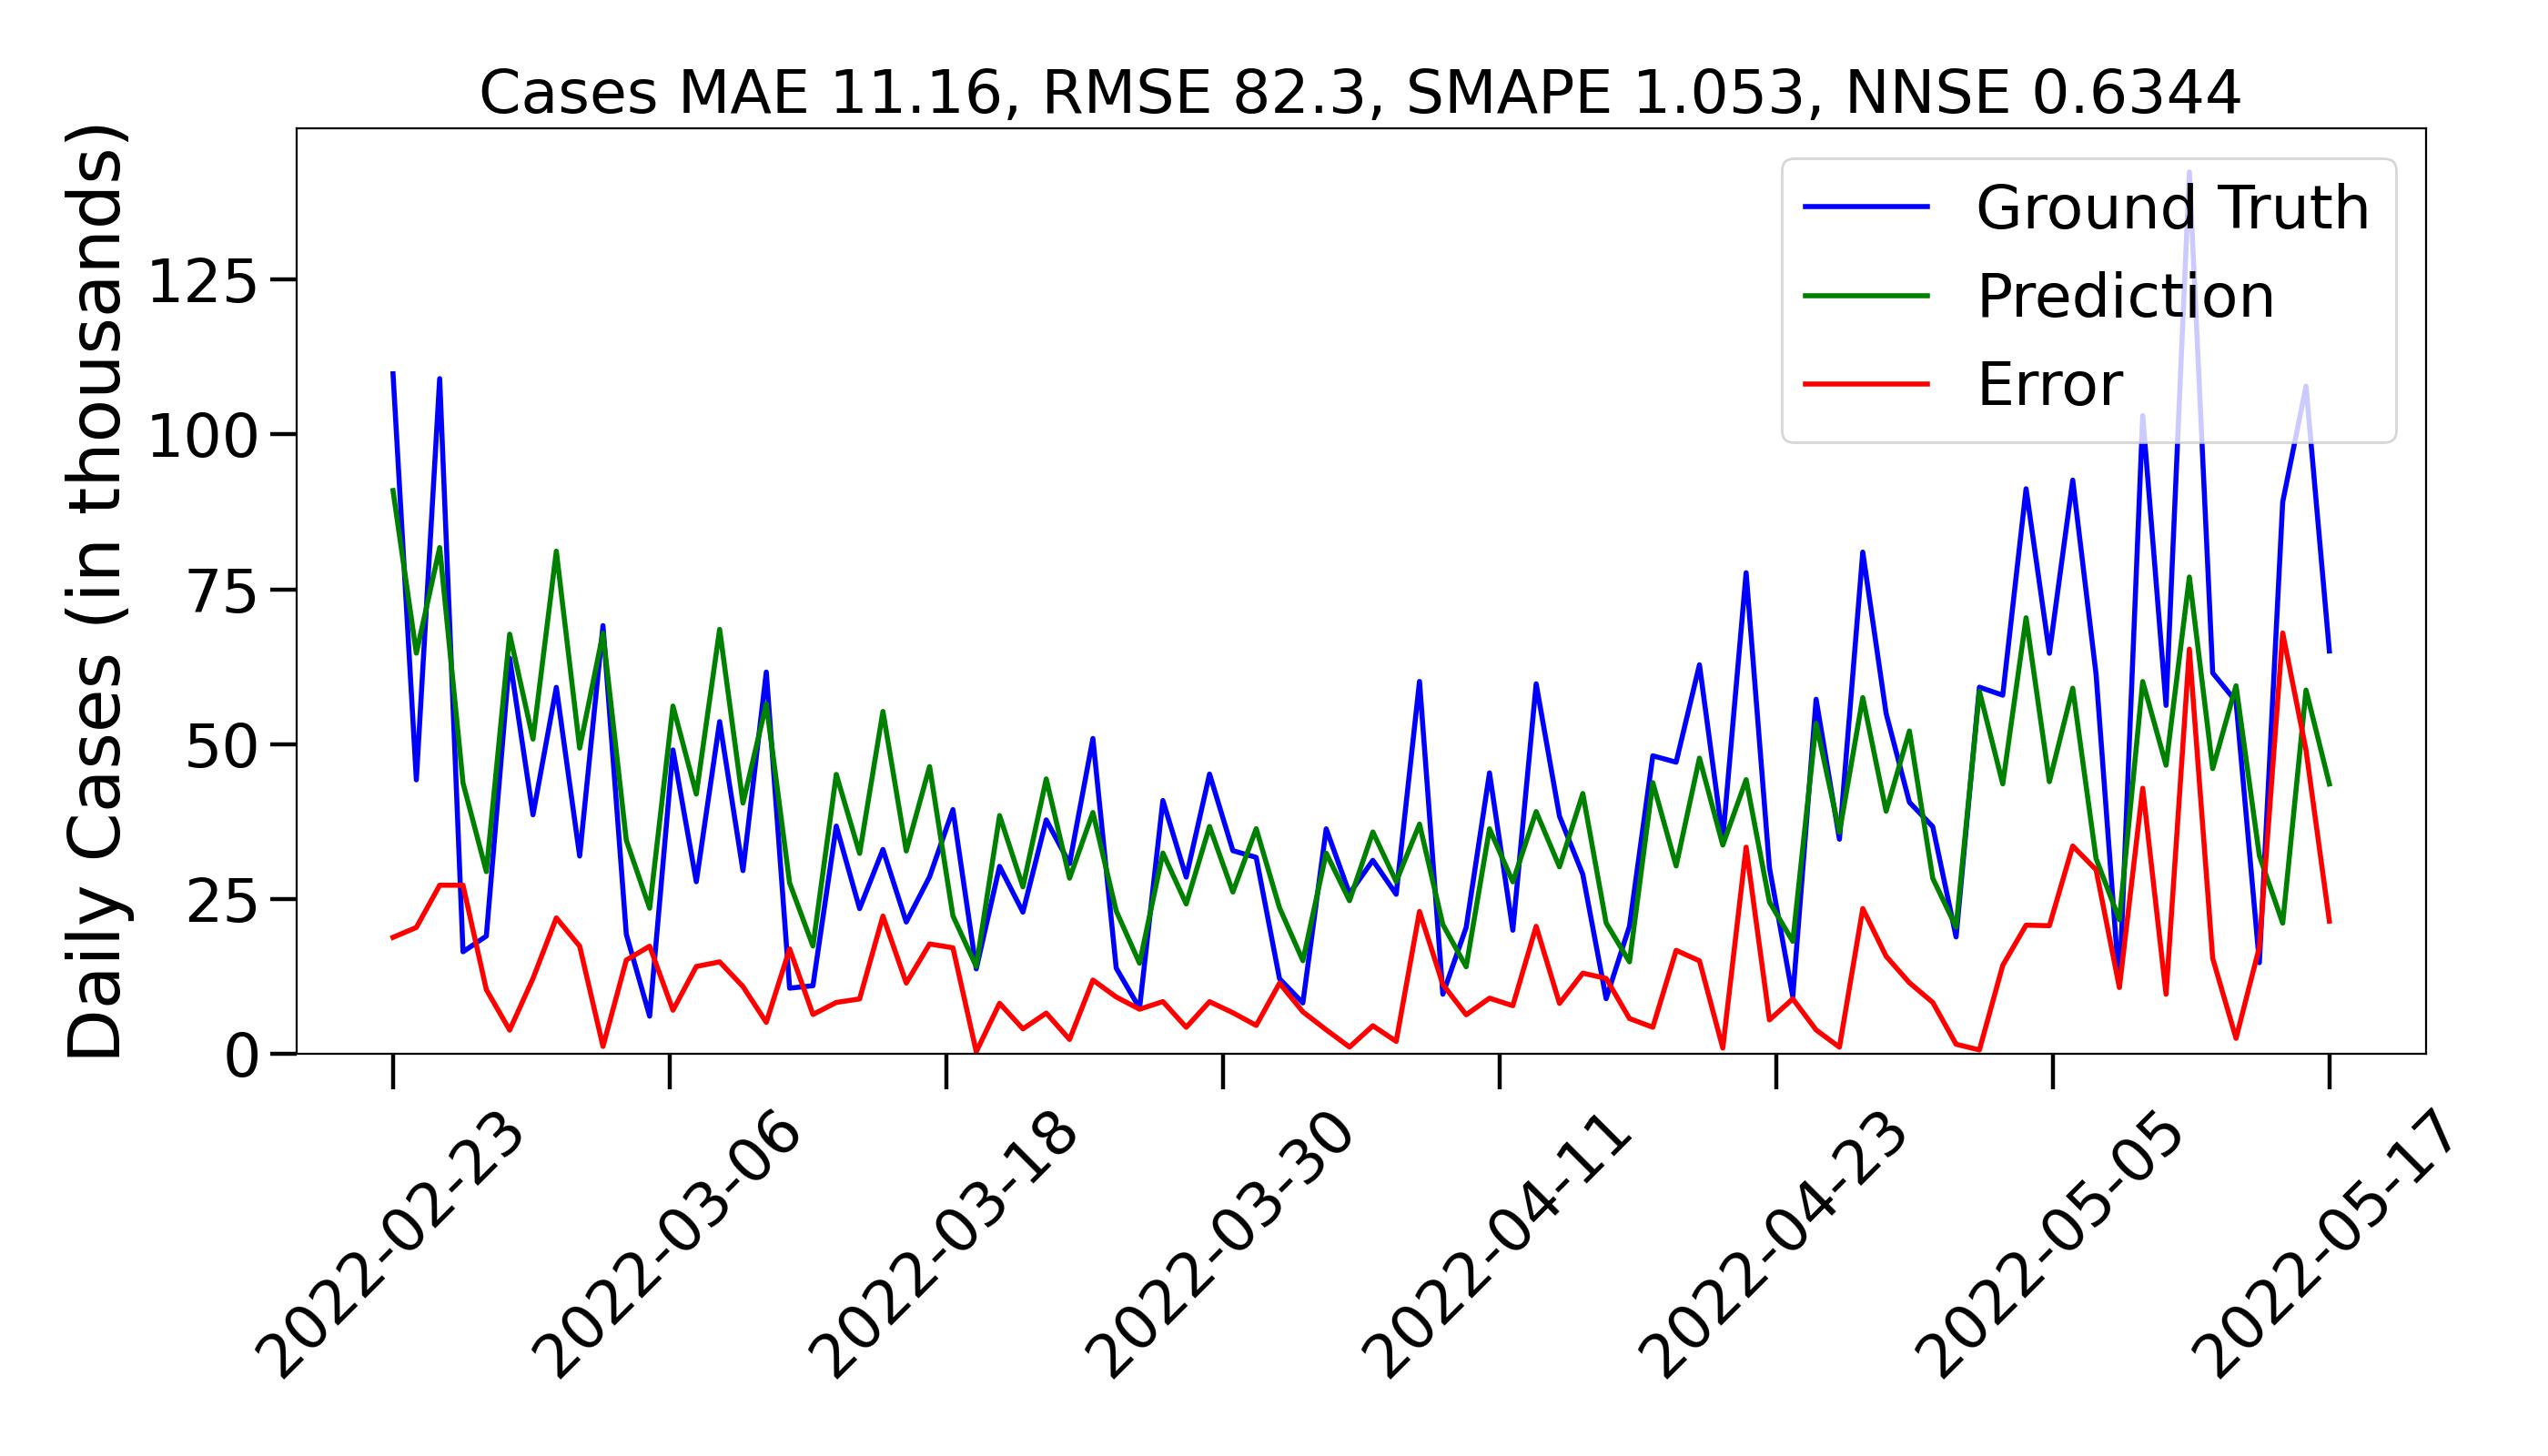 Cases MAE 11.16, RMSE 82.3, SMAPE 1.053, NNSE 0.6344
Daily Cases (in thousands)
125
100
75
50
25
0
Ground Truth
Prediction
Error
2022-02-23
2022-03-06
2022-03-18
2022-03-30
2022-04-11
2022-04-23
2022-05-05
2022-05-17